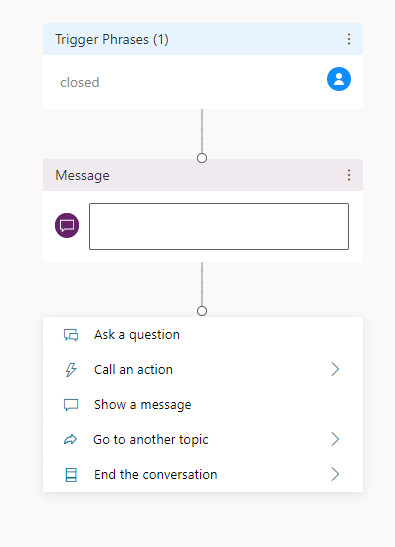 Trigger Phrases (1)
closed
Message
Ask a question
Call an action
Show a message
Go to another topic
End the conversation